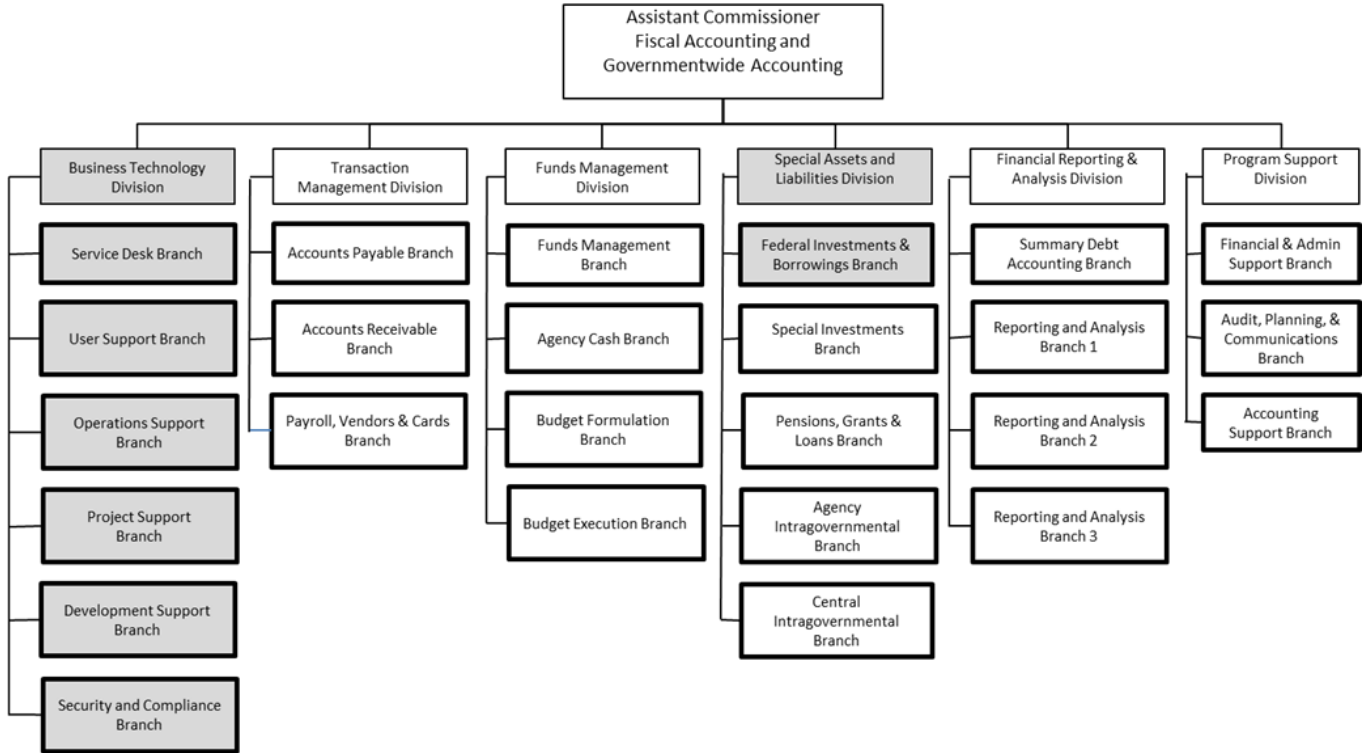 Assistant Commissioner
Fiscal Accounting and
Governmentwide Accounting
Business Technology
Division
Service Desk Branch
User Support Branch
Operations Support
Branch
Project Support
Branch
Development Support
Branch
Security and Compliance
Branch
Transaction
Management Division
Accounts Payable Branch
Accounts Receivable
Branch
Payroll, Vendors & Cards
Branch
Funds Management
Division
Funds Management
Branch
Agency Cash Branch
Budget Formulation
Branch
Budget Execution Branch
Special Assets and
Liabilities Division
Federal Investments &
Borrowings Branch
Special Investments
Branch
Pensions, Grants &
Loans Branch
Agency
Intragovernmental
Branch
Central
Intragovernmental
Branch
Financial Reporting &
Analysis Division
Summary Debt
Accounting Branch
Reporting and Analysis
Branch 1
Reporting and Analysis
Branch 2
Reporting and Analysis
Branch 3
Program Support
Division
Financial & Admin
Support Branch
Audit, Planning, &
Communications
Branch
Accounting
Support Branch